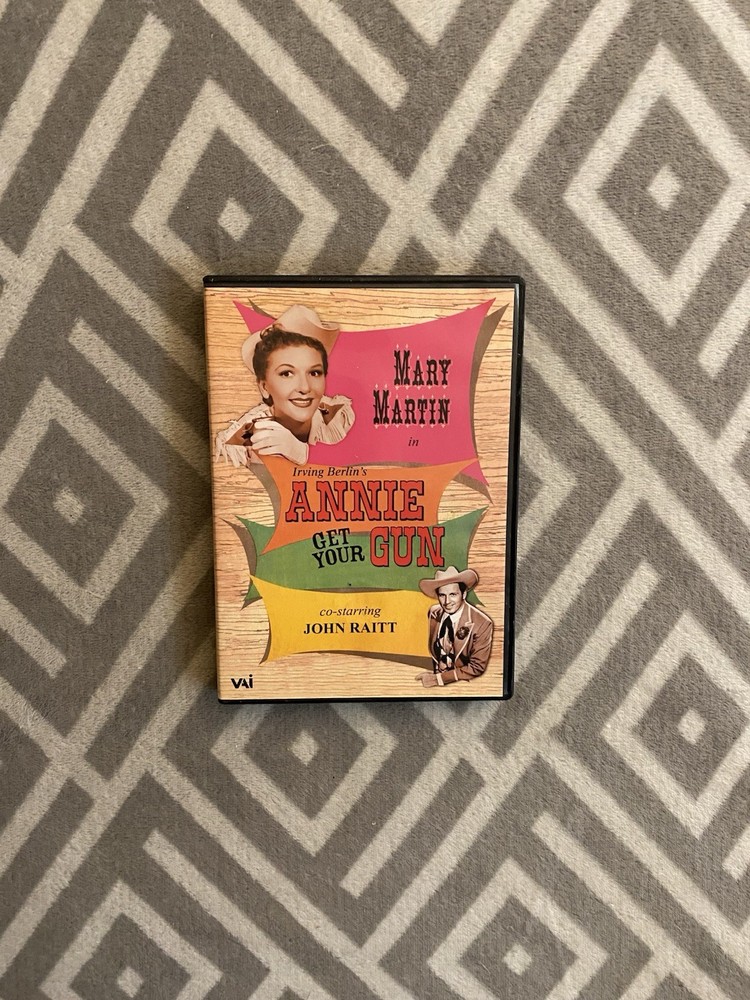 MARY
MARTIN
in
Irving Berlin's
ANNIE
GET
YOUR GUN
co-starring
JOHN RAITT
VAI